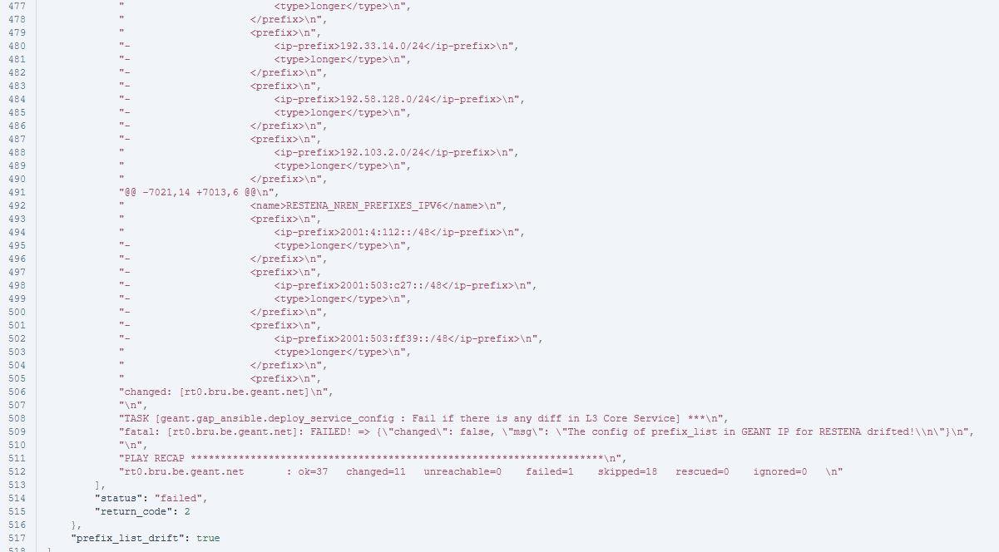 477 "                         <type>longer</type>\n",
478 "                     </prefix>\n",
479 "                     <prefix>\n",
480 "-                        <ip-prefix>192.33.14.0/24</ip-prefix>\n",
481 "-                        <type>longer</type>\n",
482 "-                    </prefix>\n",
483 "-                    <prefix>\n",
484 "-                        <ip-prefix>192.58.128.0/24</ip-prefix>\n",
485 "-                        <type>longer</type>\n",
486 "-                    </prefix>\n",
487 "-                    <prefix>\n",
488 "                         <ip-prefix>192.103.2.0/24</ip-prefix>\n",
489 "                         <type>longer</type>\n",
490 "                     </prefix>\n",
491 "@@ -7021,14 +7013,6 @@\n",
492 "                     <name>RESTENA_NREN_PREFIXES_IPV6</name>\n",
493 "                     <prefix>\n",
494 "                         <ip-prefix>2001:4:112::/48</ip-prefix>\n",
495 "-                        <type>longer</type>\n",
496 "-                    </prefix>\n",
497 "-                    <prefix>\n",
498 "-                        <ip-prefix>2001:503:c27::/48</ip-prefix>\n",
499 "-                        <type>longer</type>\n",
500 "-                    </prefix>\n",
501 "-                    <prefix>\n",
502 "-                        <ip-prefix>2001:503:ff39::/48</ip-prefix>\n",
503 "                         <type>longer</type>\n",
504 "                     </prefix>\n",
505 "                     <prefix>\n",
506 "changed: [rt0.bru.be.geant.net]\n",
507 "\n",
508 "TASK [geant.gap_ansible.deploy_service_config : Fail if there is any diff in L3 Core Service] ***\n",
509 "fatal: [rt0.bru.be.geant.net]: FAILED! => {\"changed\": false, \"msg\": \"The config of prefix_list in GEANT IP for RESTENA drifted!\\n\"}\n",
510 "\n",
511 "PLAY RECAP *********************************************************************\n",
512 "rt0.bru.be.geant.net       : ok=37   changed=11   unreachable=0    failed=1    skipped=18   rescued=0    ignored=0   \n"
513 ],
514 "status": "failed",
515 "return_code": 2
516 },
517 "prefix_list_drift": true
518 }